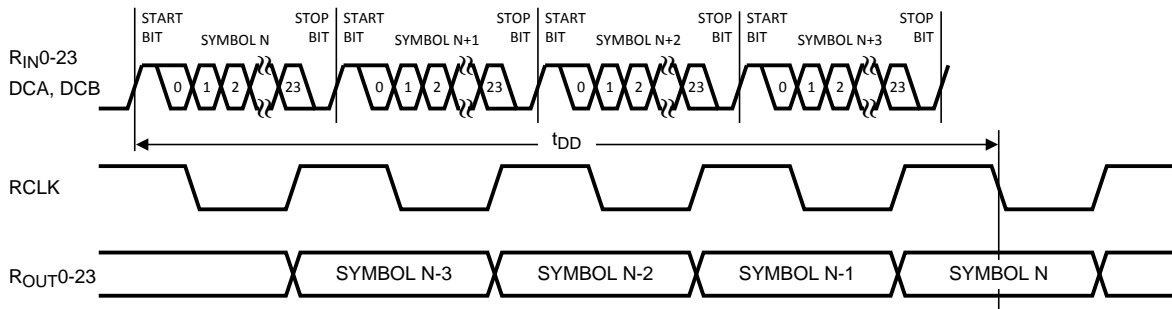 START STOP START STOP START STOP START STOP
BIT SYMBOL N BIT BIT SYMBOL N+1 BIT BIT SYMBOL N+2 BIT BIT SYMBOL N+3 BIT
RIN0-23
DCA, DCB
0 1 2 23 0 1 2 23 0 1 2 23 0 1 2 23
tDD
RCLK
ROUT0-23 SYMBOL N-3 SYMBOL N-2 SYMBOL N-1 SYMBOL N